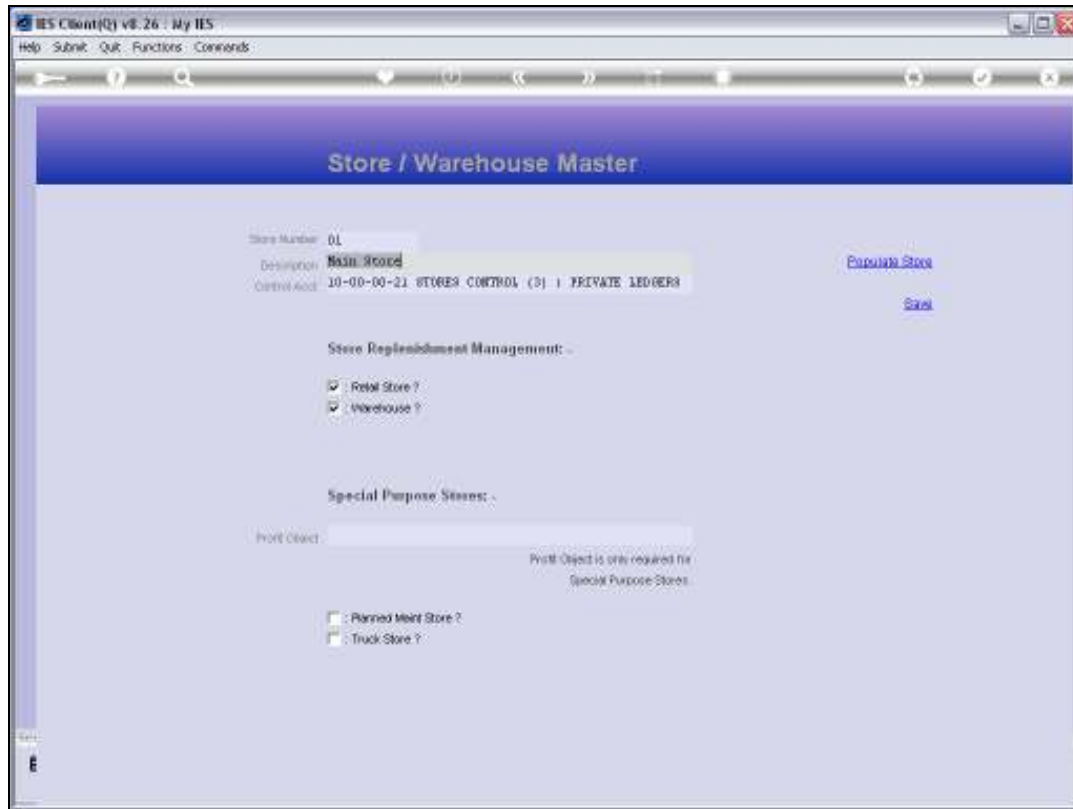 IES Client(Q) v8.26 : My IES
Help Submit Quit Functions Commands
Store / Warehouse Master
Store Number 01
Description Main Store
Populate Store
Control Acct 10-00-00-21 STORES CONTROL (3) : PRIVATE LEDGERS
Save
Store Replenishment Management: -
: Retail Store ?
: Warehouse ?
Special Purpose Stores: -
Profit Object
Profit Object is only required for
Special Purpose Stores.
: Planned Maint Store ?
: Truck Store ?